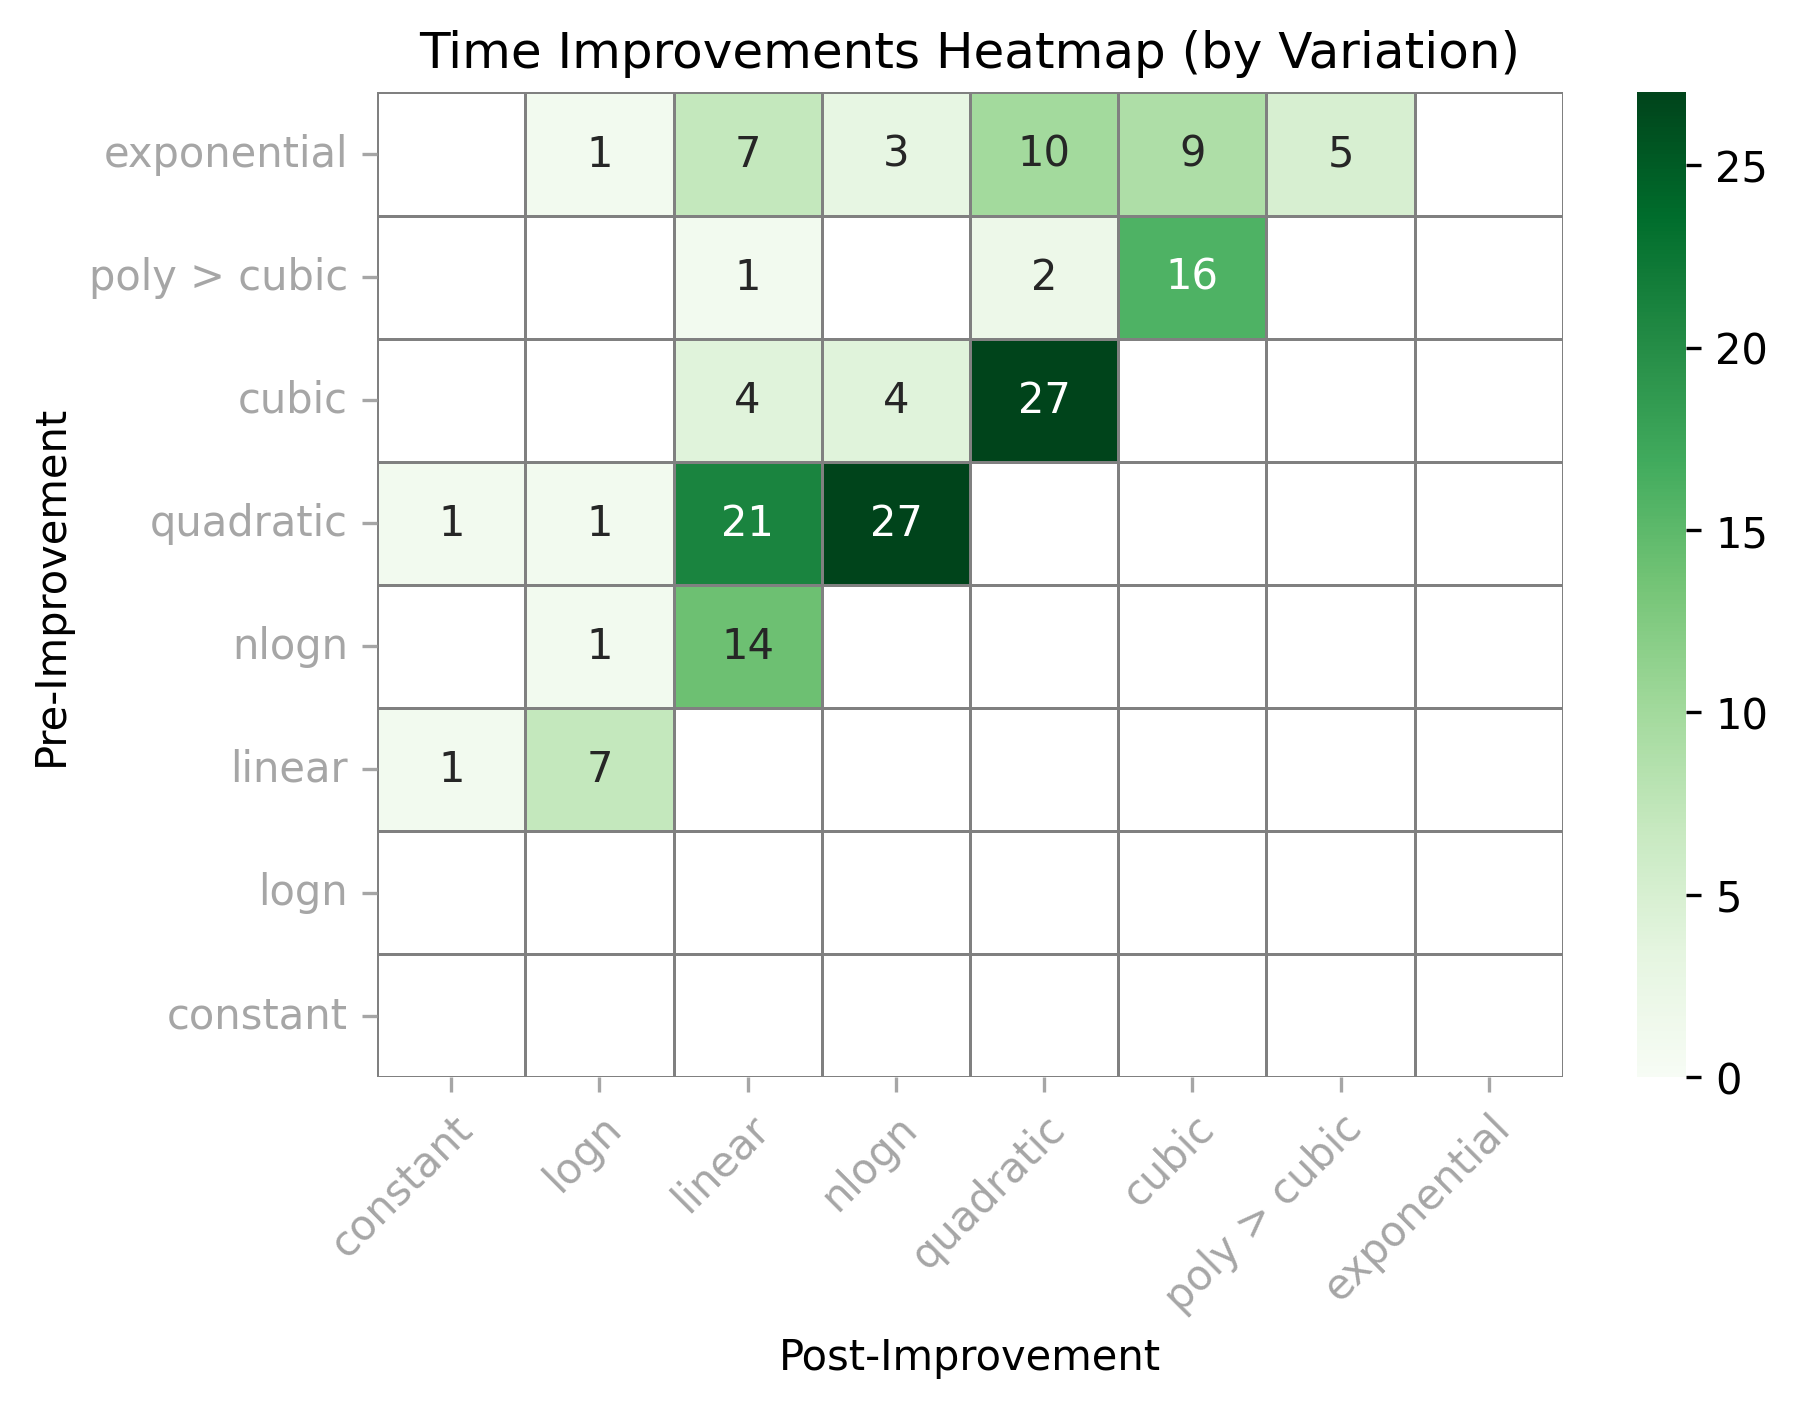 Time Improvements Heatmap (by Variation)
Pre-Improvement
exponential 1 7 3 10 9 5
poly > cubic 1 2 16
cubic 4 4 27
quadratic 1 1 21 27
nlogn 1 14
linear 1 7
logn
constant
constant logn linear nlogn quadratic cubic poly > cubic exponential
Post-Improvement
25
20
15
10
5
0